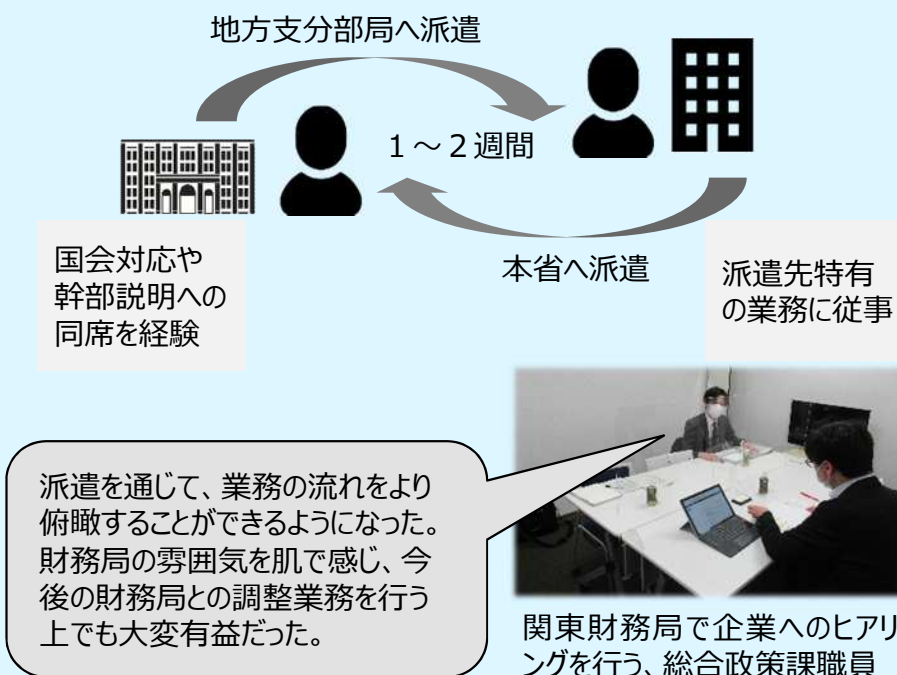 地方支分部局へ派遣
１～２週間
国会対応や
幹部説明への
同席を経験
本省へ派遣
派遣先特有
の業務に従事
派遣を通じて、業務の流れをより
俯瞰することができるようになった。
財務局の雰囲気を肌で感じ、今
後の財務局との調整業務を行う
上でも大変有益だった。
関東財務局で企業へのヒアリ
ングを行う、総合政策課職員